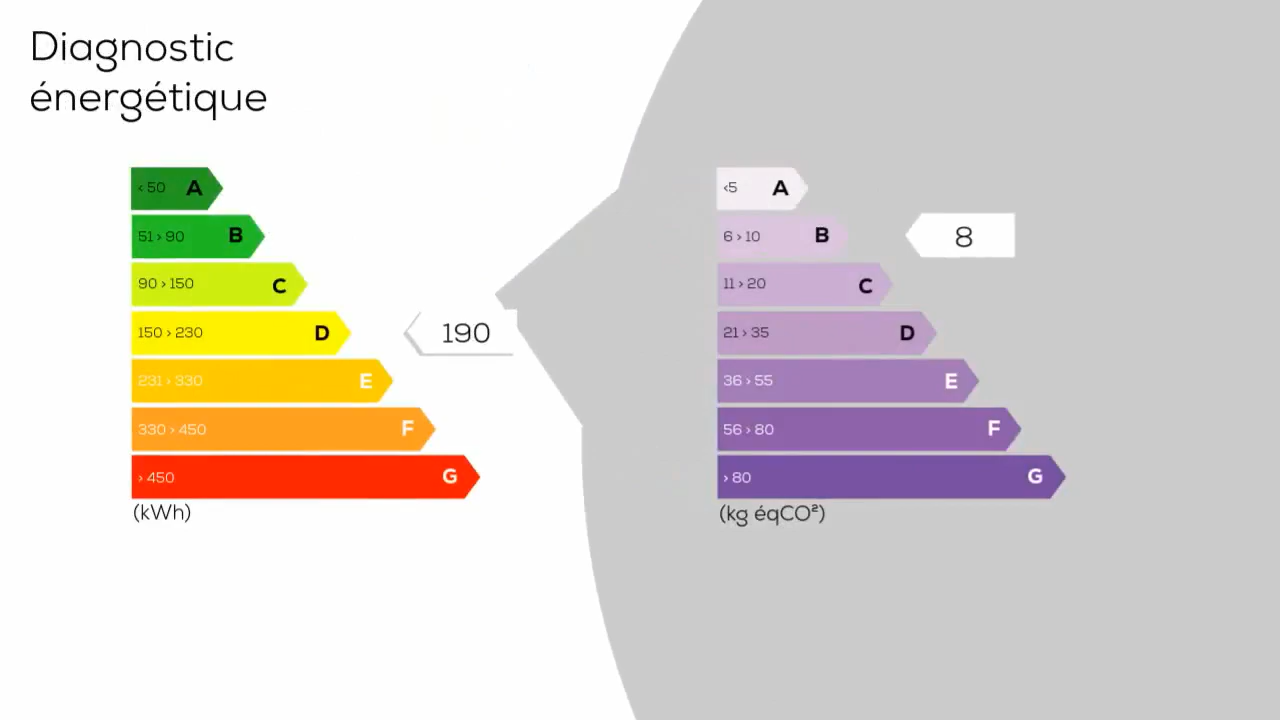 Diagnostic
énergétique
< 50 A
51 > 90 B
90 > 150 C
150 > 230 D
190
231 > 330 E
330 > 450 F
> 450 G
(kWh)
<5 A
6 > 10 B
8
11 > 20 C
21 > 35 D
36 > 55 E
56 > 80 F
> 80 G
(kg éqCO²)